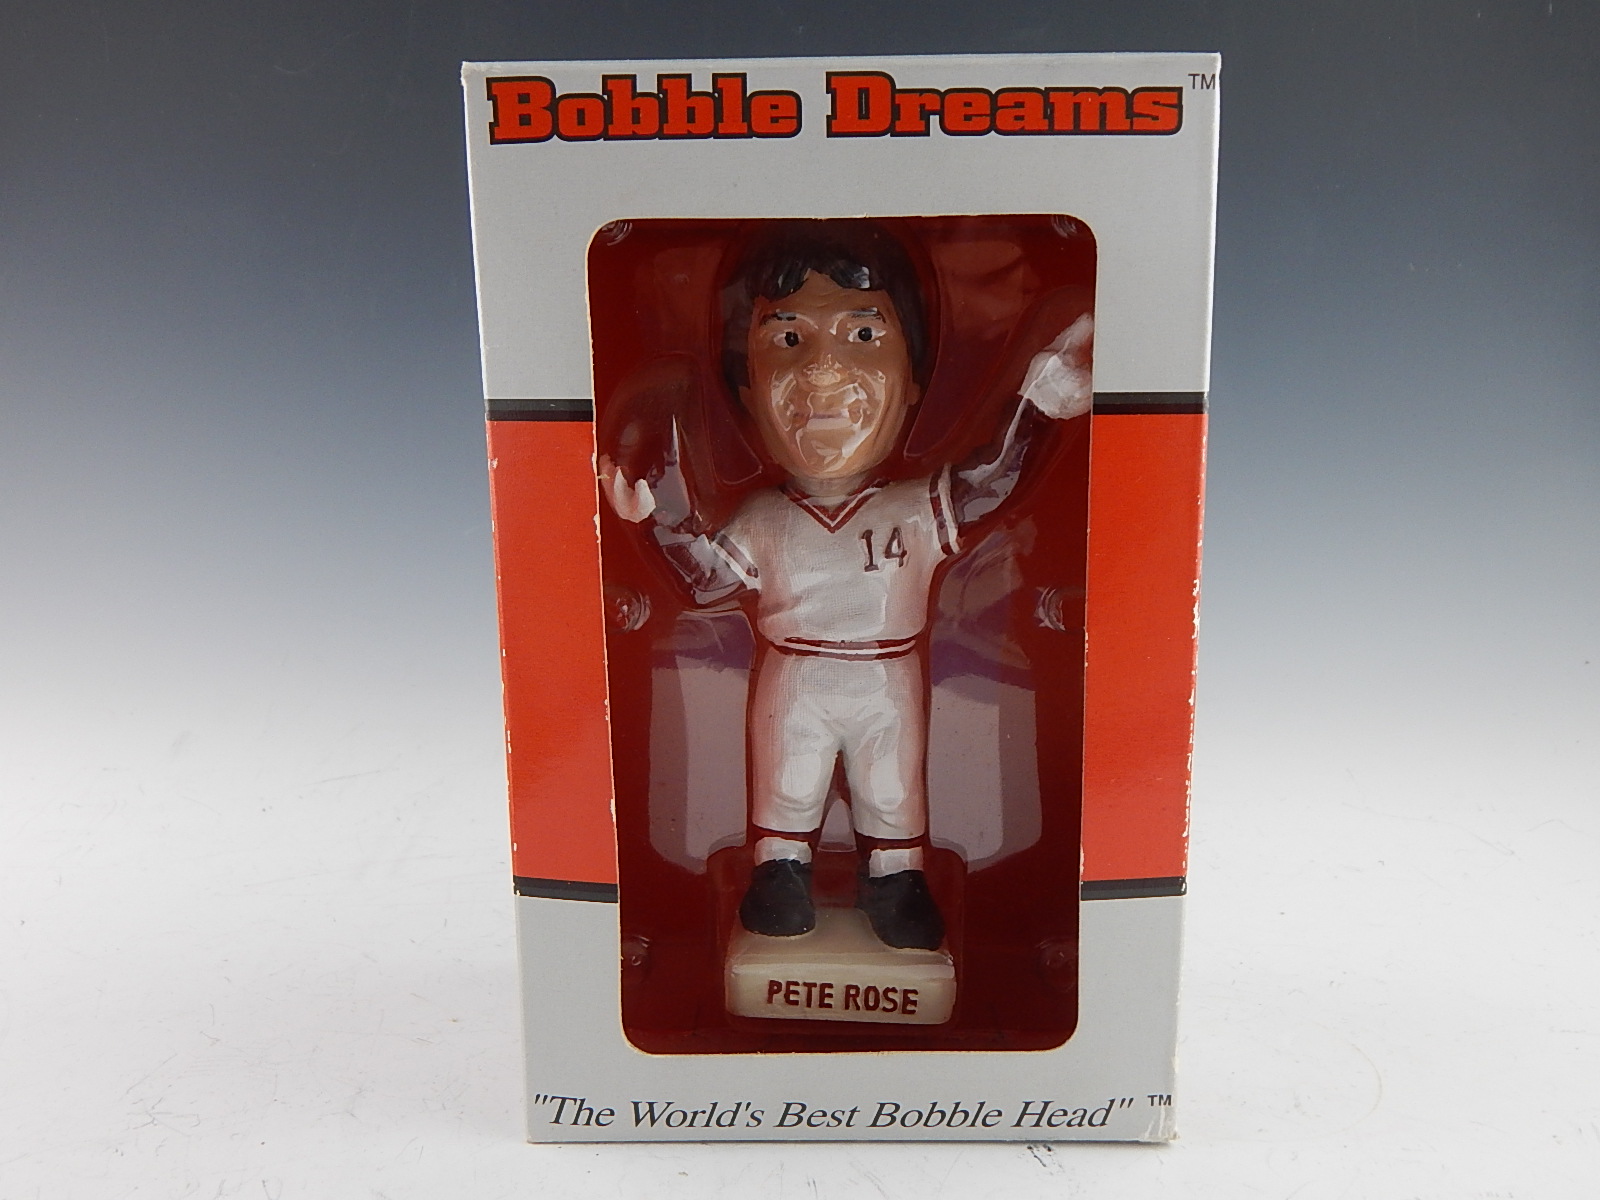 Bobble Dreams™
14
PETE ROSE
"The World's Best Bobble Head" ™